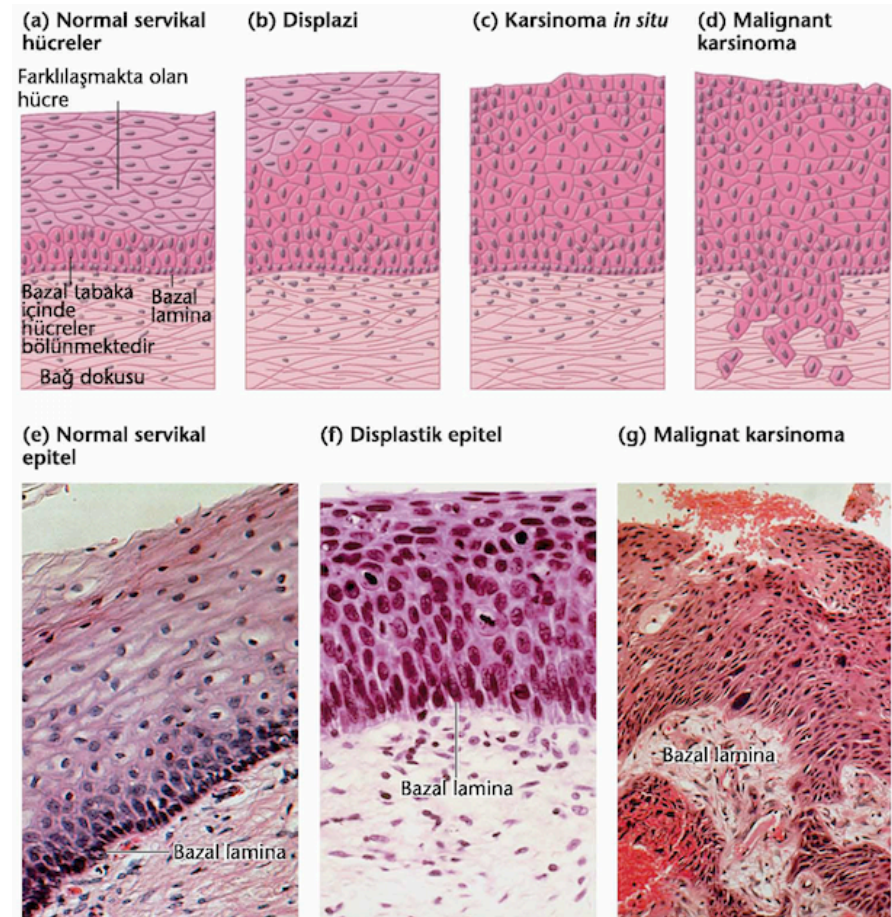 (a) Normal servikal
hücreler
Farklılaşmakta olan
hücre
Bazal tabaka
içinde
hücreler
bölünmektedir
Bazal
lamina
Bağ dokusu
(b) Displazi
(c) Karsinoma in situ
(d) Malignant
karsinoma
(e) Normal servikal
epitel
Bazal lamina
(f) Displastik epitel
Bazal lamina
(g) Malignat karsinoma
Bazal lamina